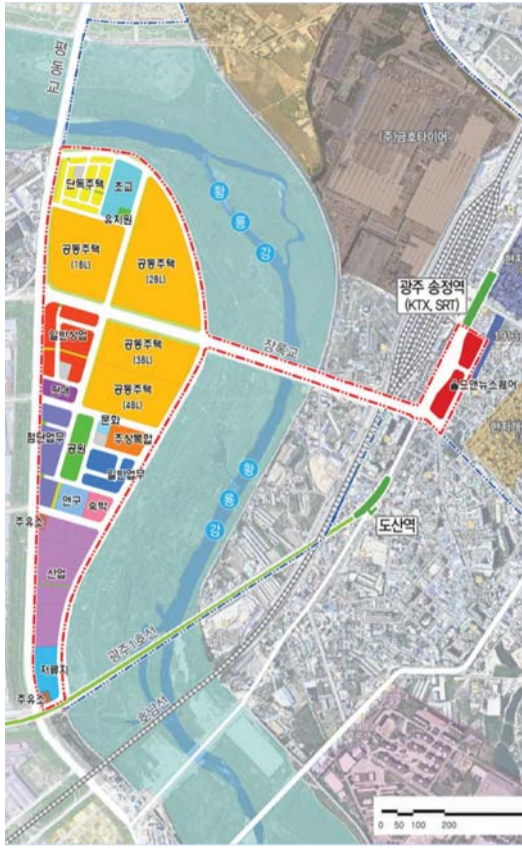 평동교
(주)금호타이어
단독주택
초교
유치원
황
룡
강
공동주택
(1BL)
공동주택
(2BL)
광주 송정역
(KTX, SRT)
1913
일반상업
공동주택
(3BL)
장록교
공동주택
(4BL)
문화
첨단업무
공원
주상복합
일반업무
황
룡
강
연구
숙박
주유소
도산역
산업
광주1호선
저류지
주유소
호남선
0 50 100 200